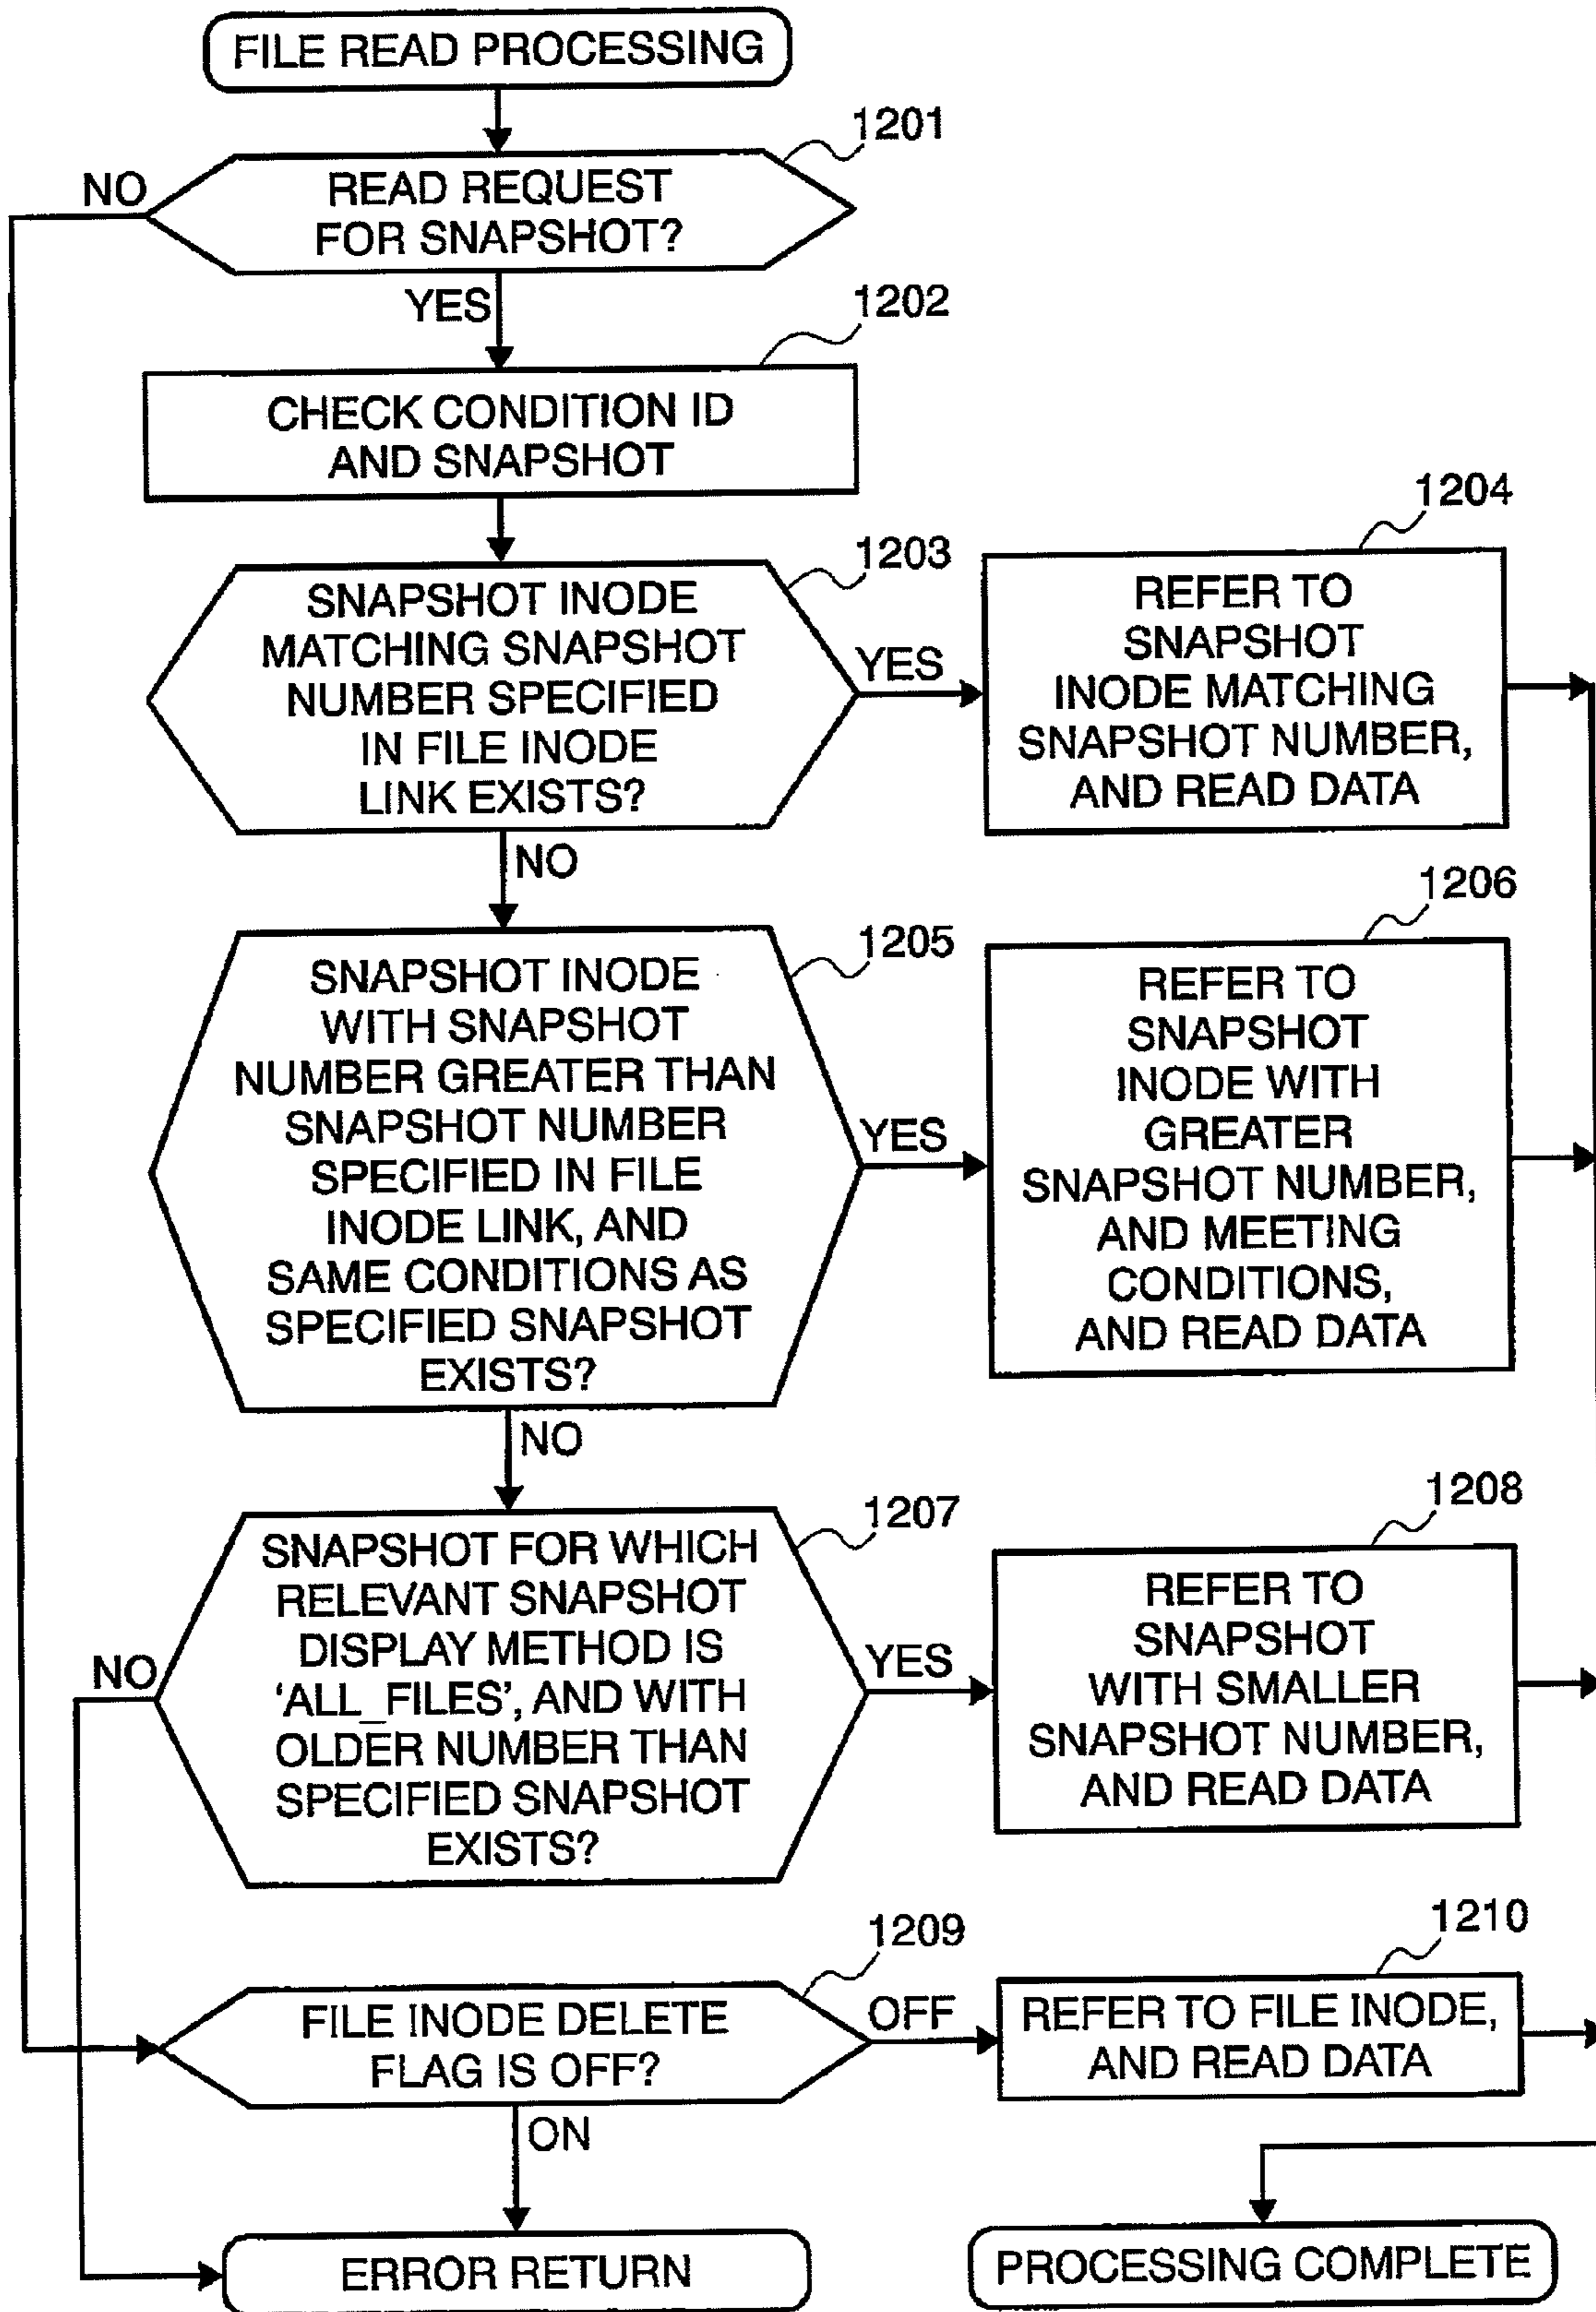 FILE READ PROCESSING
1201
NO
READ REQUEST
FOR SNAPSHOT?
YES
1202
CHECK CONDITION ID
AND SNAPSHOT
1203
SNAPSHOT INODE
MATCHING SNAPSHOT
NUMBER SPECIFIED
IN FILE INODE
LINK EXISTS?
YES
1204
REFER TO
SNAPSHOT
INODE MATCHING
SNAPSHOT NUMBER,
AND READ DATA
NO
1205
SNAPSHOT INODE
WITH SNAPSHOT
NUMBER GREATER THAN
SNAPSHOT NUMBER
SPECIFIED IN FILE
INODE LINK, AND
SAME CONDITIONS AS
SPECIFIED SNAPSHOT
EXISTS?
YES
1206
REFER TO
SNAPSHOT
INODE WITH
GREATER
SNAPSHOT NUMBER,
AND MEETING
CONDITIONS,
AND READ DATA
NO
1207
SNAPSHOT FOR WHICH
RELEVANT SNAPSHOT
DISPLAY METHOD IS
'ALL_FILES', AND WITH
OLDER NUMBER THAN
SPECIFIED SNAPSHOT
EXISTS?
NO
YES
1208
REFER TO
SNAPSHOT
WITH SMALLER
SNAPSHOT NUMBER,
AND READ DATA
1209
FILE INODE DELETE
FLAG IS OFF?
OFF
1210
REFER TO FILE INODE,
AND READ DATA
ON
ERROR RETURN
PROCESSING COMPLETE